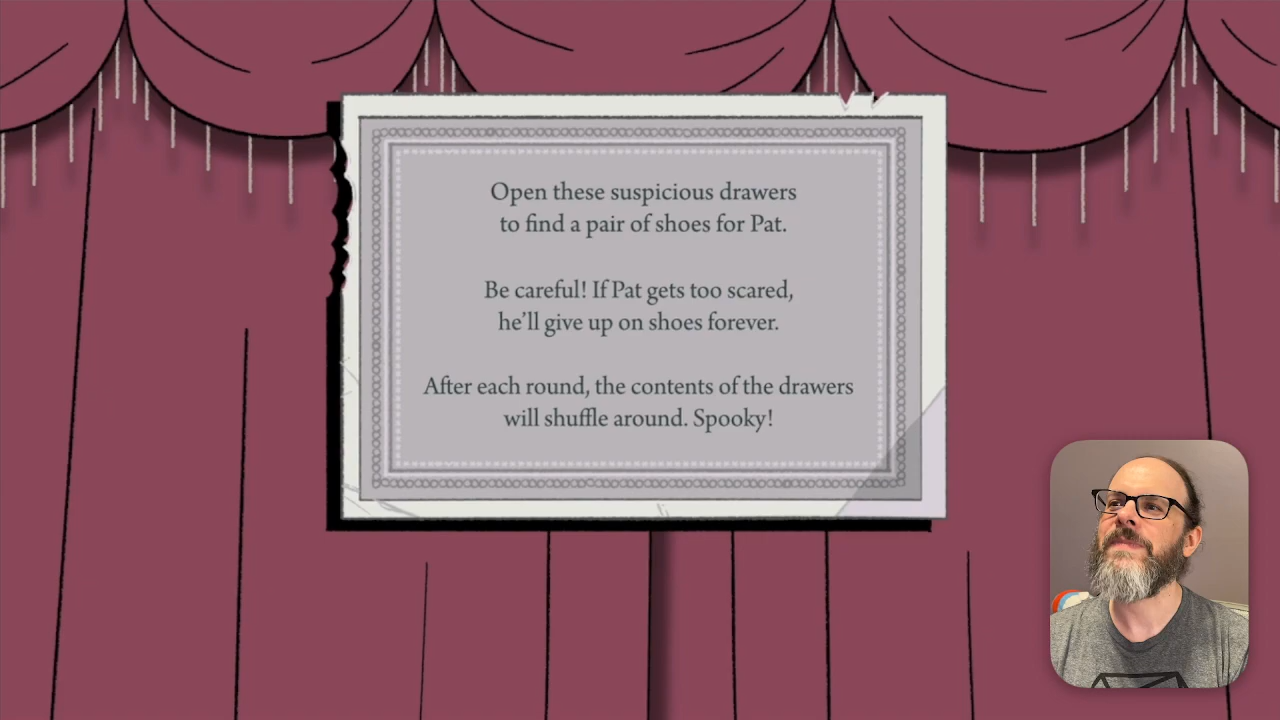 Open these suspicious drawers
to find a pair of shoes for Pat.
Be careful! If Pat gets too scared,
he’ll give up on shoes forever.
After each round, the contents of the drawers
will shuffle around. Spooky!